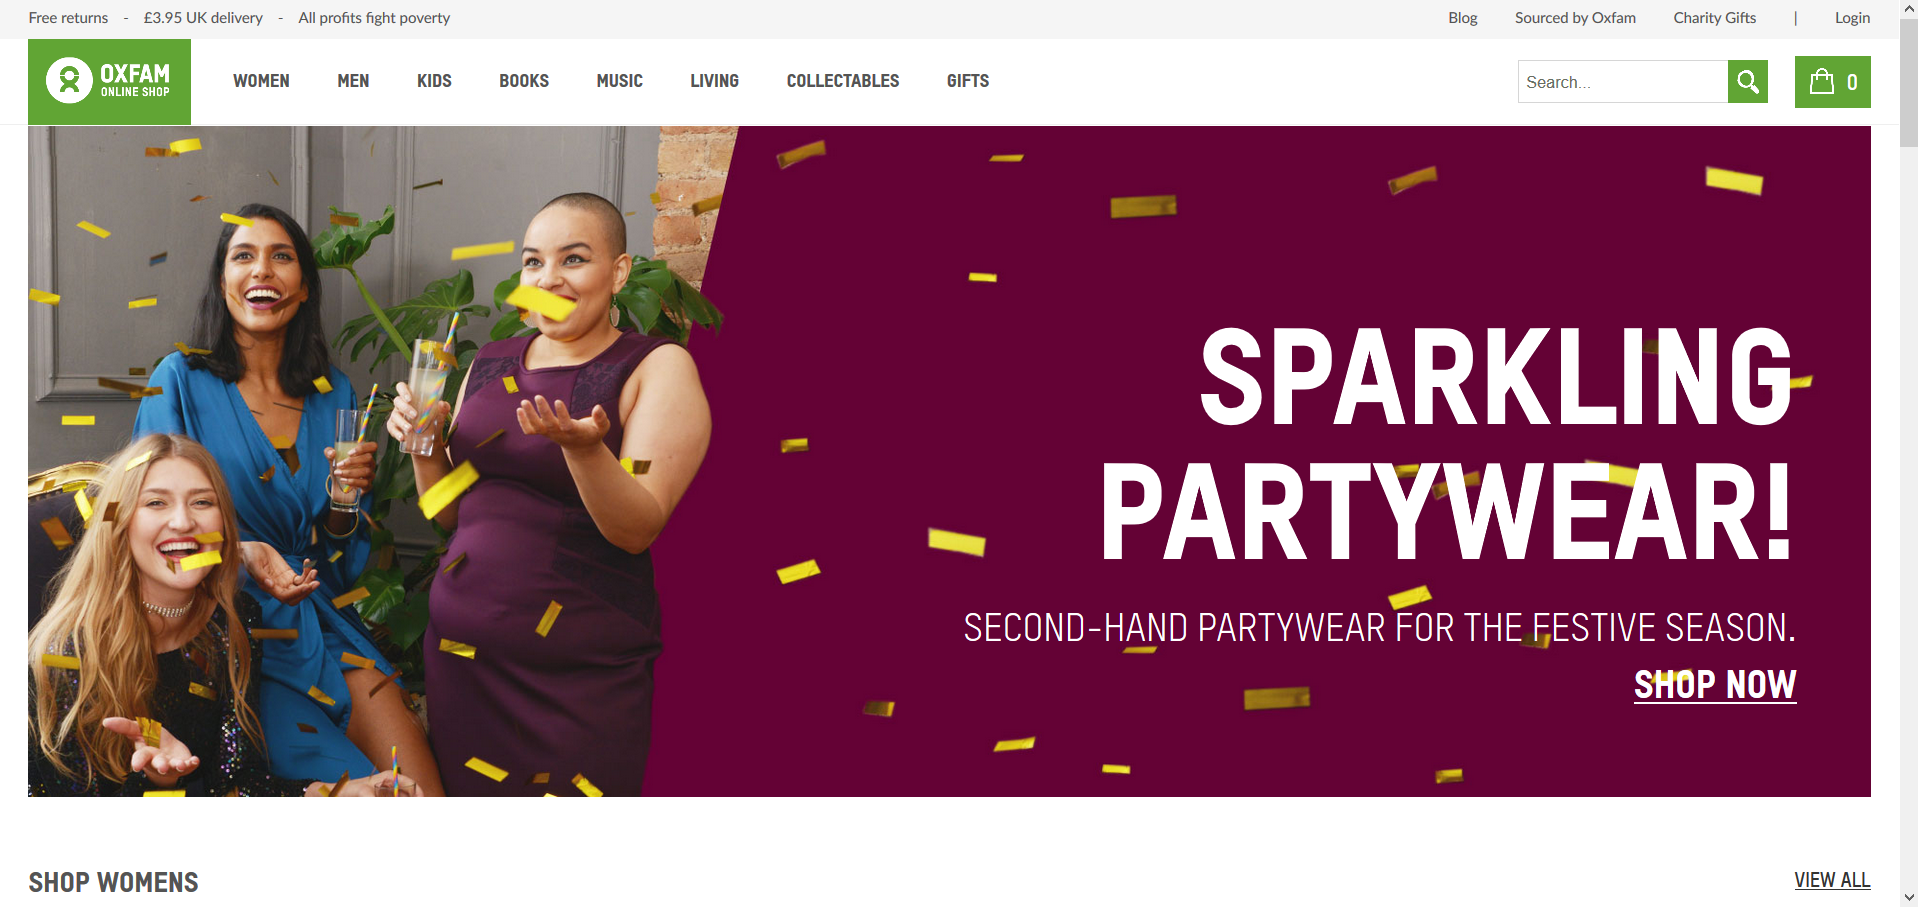 Free returns - £3.95 UK delivery - All profits fight poverty
Blog Sourced by Oxfam Charity Gifts | Login
OXFAM
ONLINE SHOP
WOMEN MEN KIDS BOOKS MUSIC LIVING COLLECTABLES GIFTS
Search...
0
SPARKLING
PARTYWEAR!
SECOND-HAND PARTYWEAR FOR THE FESTIVE SEASON.
SHOP NOW
SHOP WOMENS
VIEW ALL